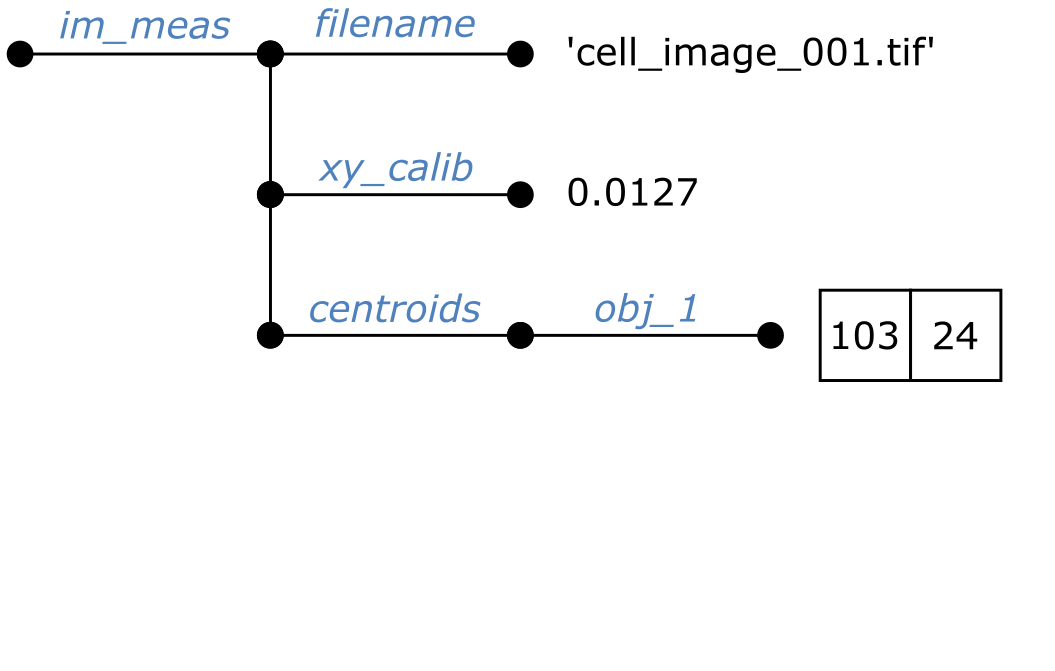 im_meas filename 'cell_image_001.tif'
xy_calib 0.0127
centroids obj_1 103 24